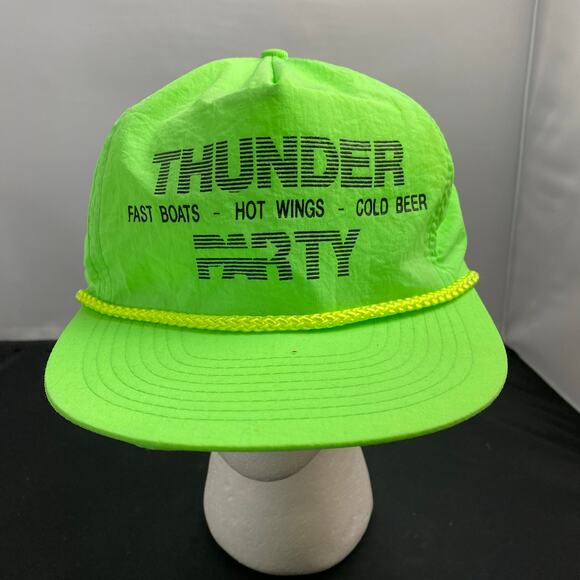 THUNDER
FAST BOATS - HOT WINGS - COLD BEER
PARTY